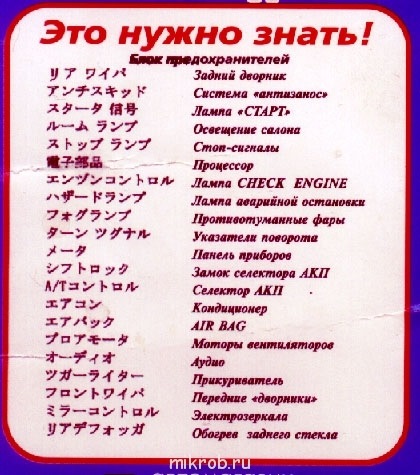 Это нужно знать!
Блок предохранителей
リア ワイパ Задний дворник
アンチスキッド Система «антизанос»
スタータ 信号 Лампа «СТАРТ»
ルーム ランプ Освещение салона
ストップ ランプ Стоп-сигналы
電子部品 Процессор
エンヅンコントロル Лампа CHECK ENGINE
ハザードランプ Лампа аварийной остановки
フォグランプ Противотуманные фары
ターン ツグナル Указатели поворота
メータ Панель приборов
シフトロック Замок селектора АКП
A/Tコントロル Селектор АКП
エアコン Кондиционер
エアバック AIR BAG
ブロアモータ Моторы вентиляторов
オーディオ Аудио
ツガーライター Прикуриватель
フロントワイパ Передние «дворники»
ミラーコントロル Электрозеркала
リアデフォッガ Обогрев заднего стекла
mikrob.ru